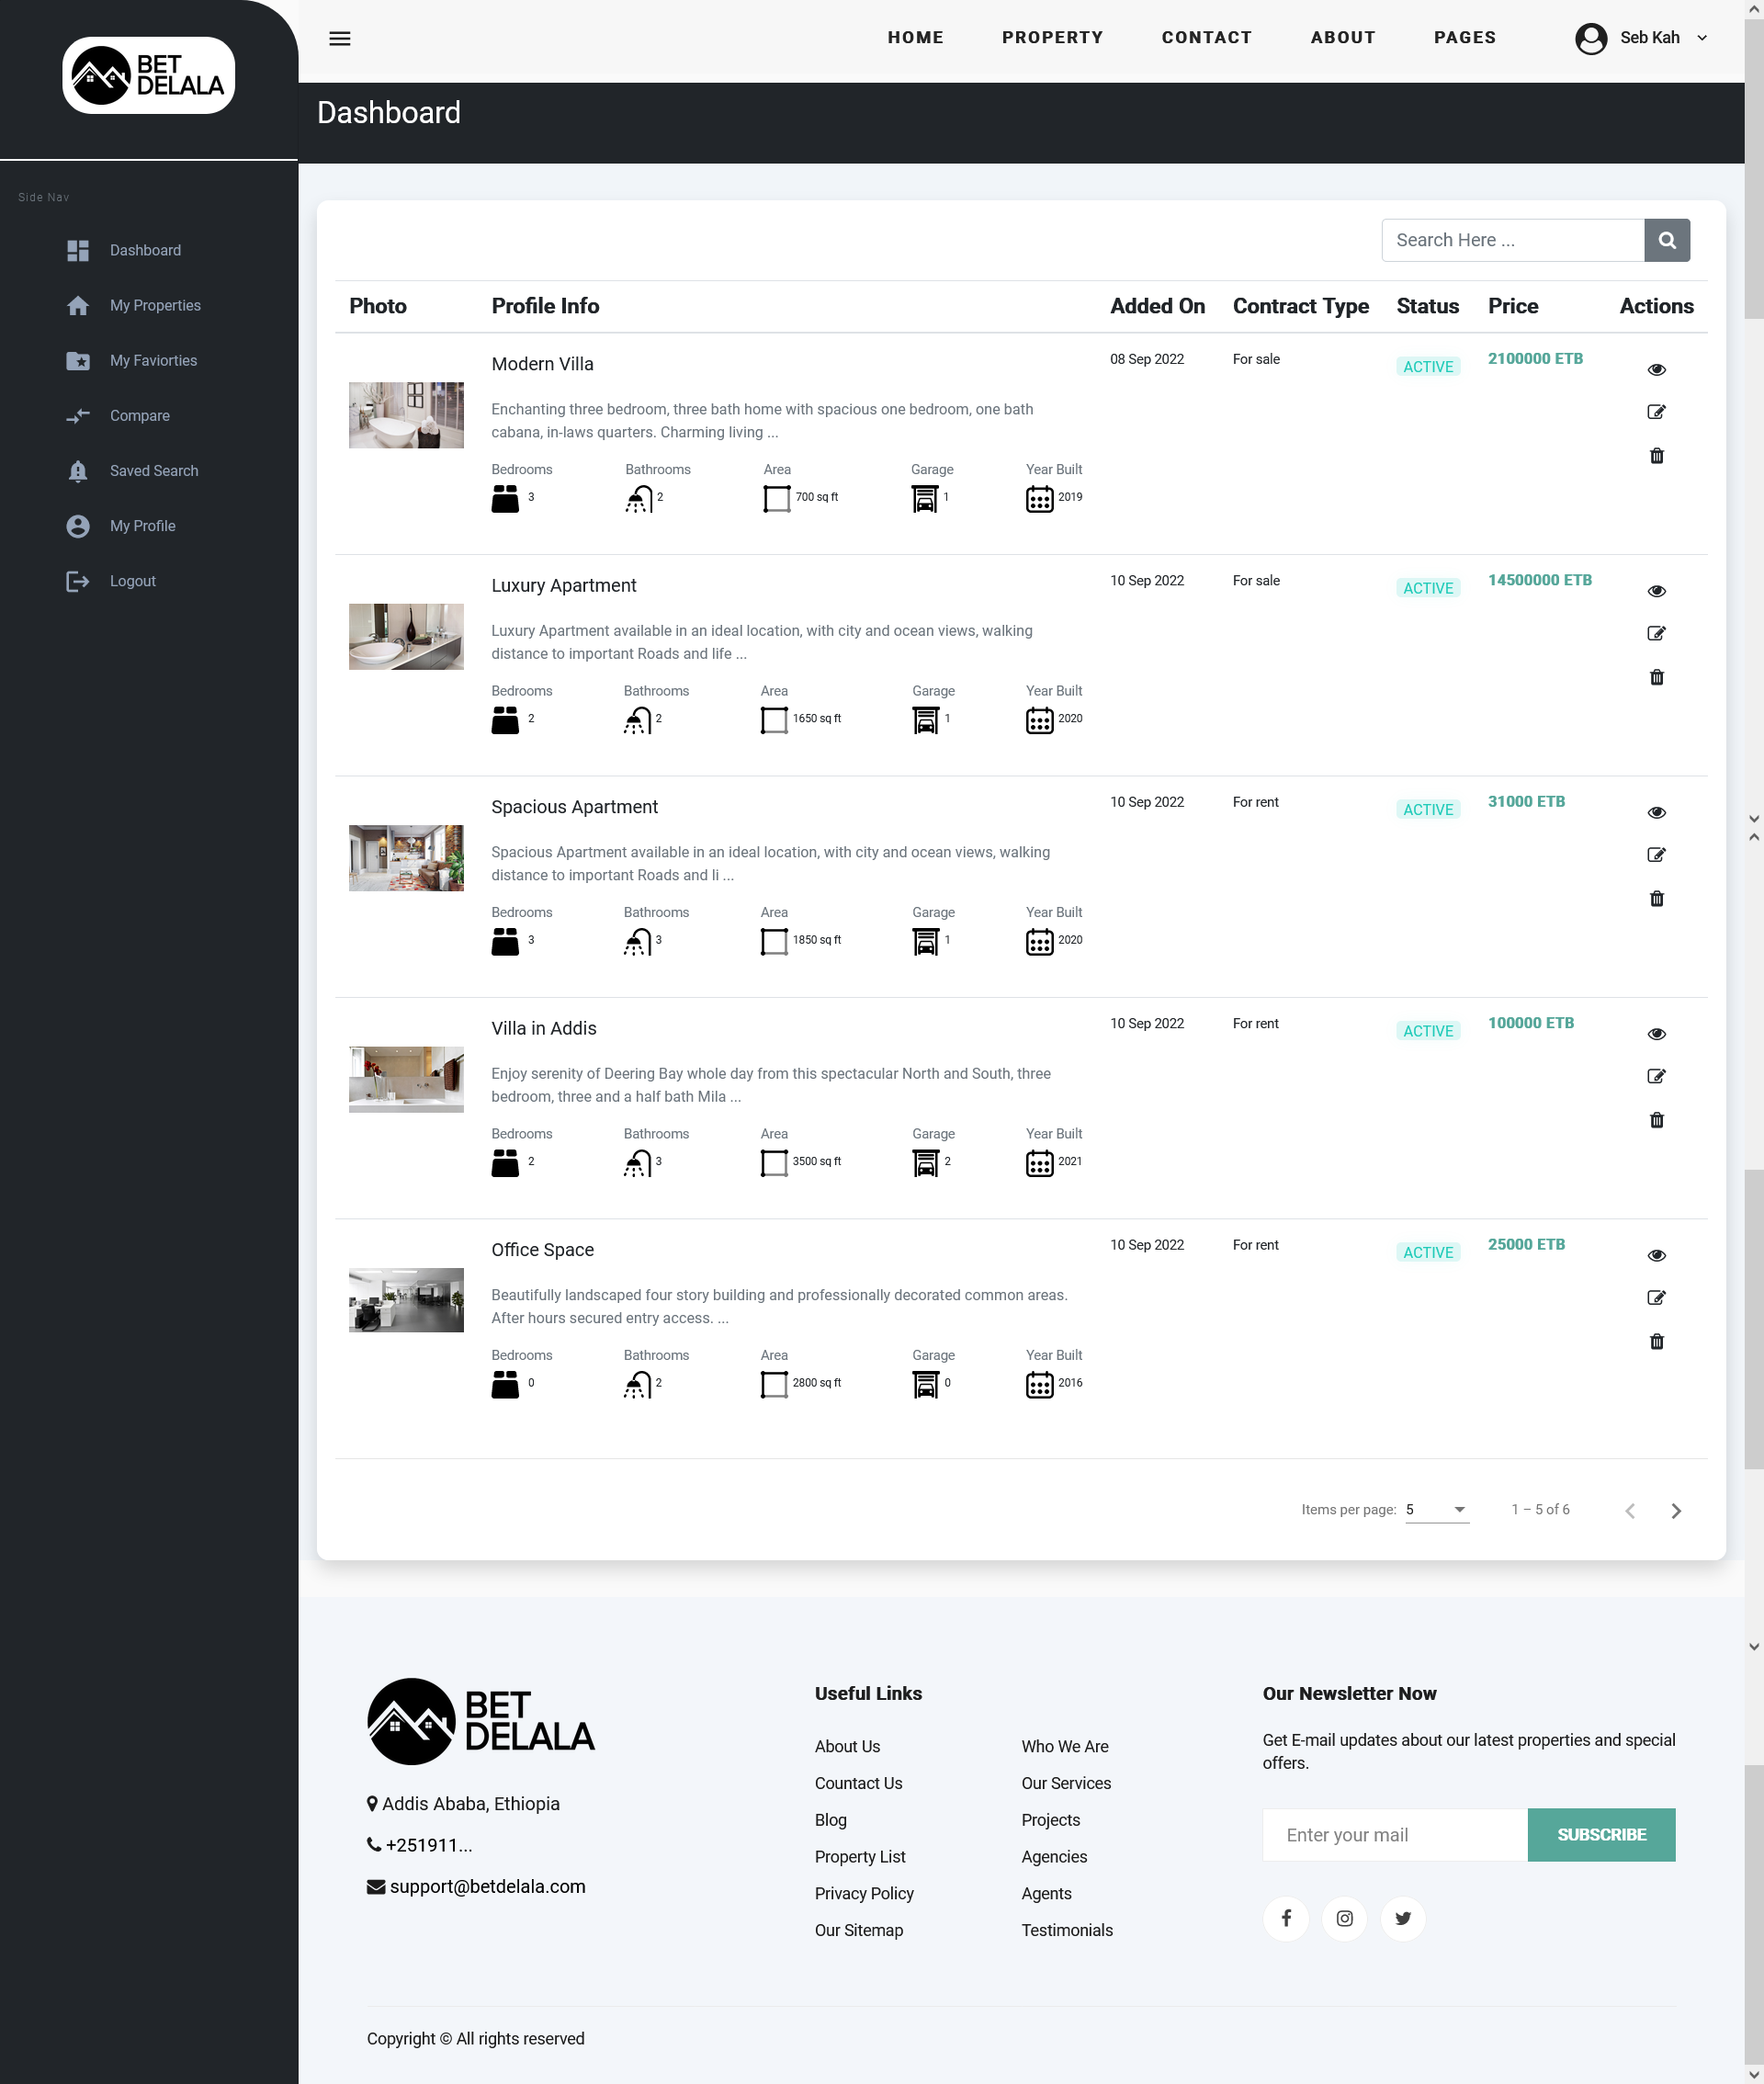 BET
DELALA
HOME PROPERTY CONTACT ABOUT PAGES Seb Kah
Dashboard
Side Nav
Dashboard
My Properties
My Faviorties
Compare
Saved Search
My Profile
Logout
Search Here ...
Photo Profile Info Added On Contract Type Status Price Actions
Modern Villa 08 Sep 2022 For sale ACTIVE 2100000 ETB
Enchanting three bedroom, three bath home with spacious one bedroom, one bath
cabana, in-laws quarters. Charming living ...
Bedrooms Bathrooms Area Garage Year Built
3 2 700 sq ft 1 2019
Luxury Apartment 10 Sep 2022 For sale ACTIVE 14500000 ETB
Luxury Apartment available in an ideal location, with city and ocean views, walking
distance to important Roads and life ...
Bedrooms Bathrooms Area Garage Year Built
2 2 1650 sq ft 1 2020
Spacious Apartment 10 Sep 2022 For rent ACTIVE 31000 ETB
Spacious Apartment available in an ideal location, with city and ocean views, walking
distance to important Roads and li ...
Bedrooms Bathrooms Area Garage Year Built
3 3 1850 sq ft 1 2020
Villa in Addis 10 Sep 2022 For rent ACTIVE 100000 ETB
Enjoy serenity of Deering Bay whole day from this spectacular North and South, three
bedroom, three and a half bath Mila ...
Bedrooms Bathrooms Area Garage Year Built
2 3 3500 sq ft 2 2021
Office Space 10 Sep 2022 For rent ACTIVE 25000 ETB
Beautifully landscaped four story building and professionally decorated common areas.
After hours secured entry access. ...
Bedrooms Bathrooms Area Garage Year Built
0 2 2800 sq ft 0 2016
Items per page: 5 1 – 5 of 6
BET
DELALA
Addis Ababa, Ethiopia
+251911...
support@betdelala.com
Useful Links
About Us Who We Are
Countact Us Our Services
Blog Projects
Property List Agencies
Privacy Policy Agents
Our Sitemap Testimonials
Our Newsletter Now
Get E-mail updates about our latest properties and special
offers.
Enter your mail SUBSCRIBE
Copyright © All rights reserved